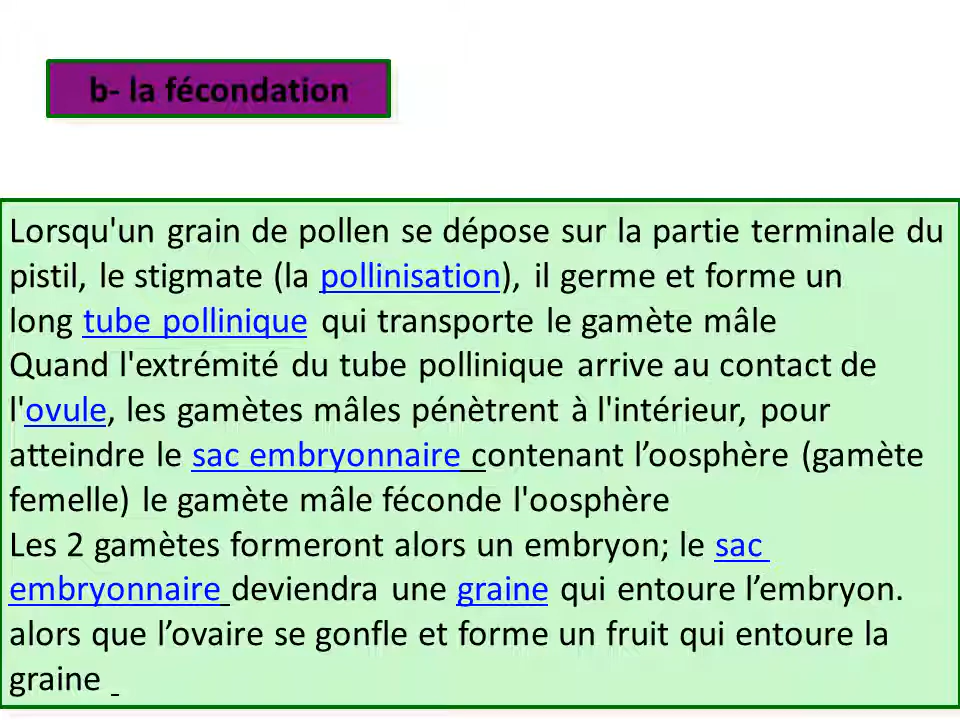 b- la fécondation
Lorsqu'un grain de pollen se dépose sur la partie terminale du
pistil, le stigmate (la pollinisation), il germe et forme un
long tube pollinique qui transporte le gamète mâle
Quand l'extrémité du tube pollinique arrive au contact de
l'ovule, les gamètes mâles pénètrent à l'intérieur, pour
atteindre le sac embryonnaire contenant l’oosphère (gamète
femelle) le gamète mâle féconde l'oosphère
Les 2 gamètes formeront alors un embryon; le sac
embryonnaire deviendra une graine qui entoure l’embryon.
alors que l’ovaire se gonfle et forme un fruit qui entoure la
graine